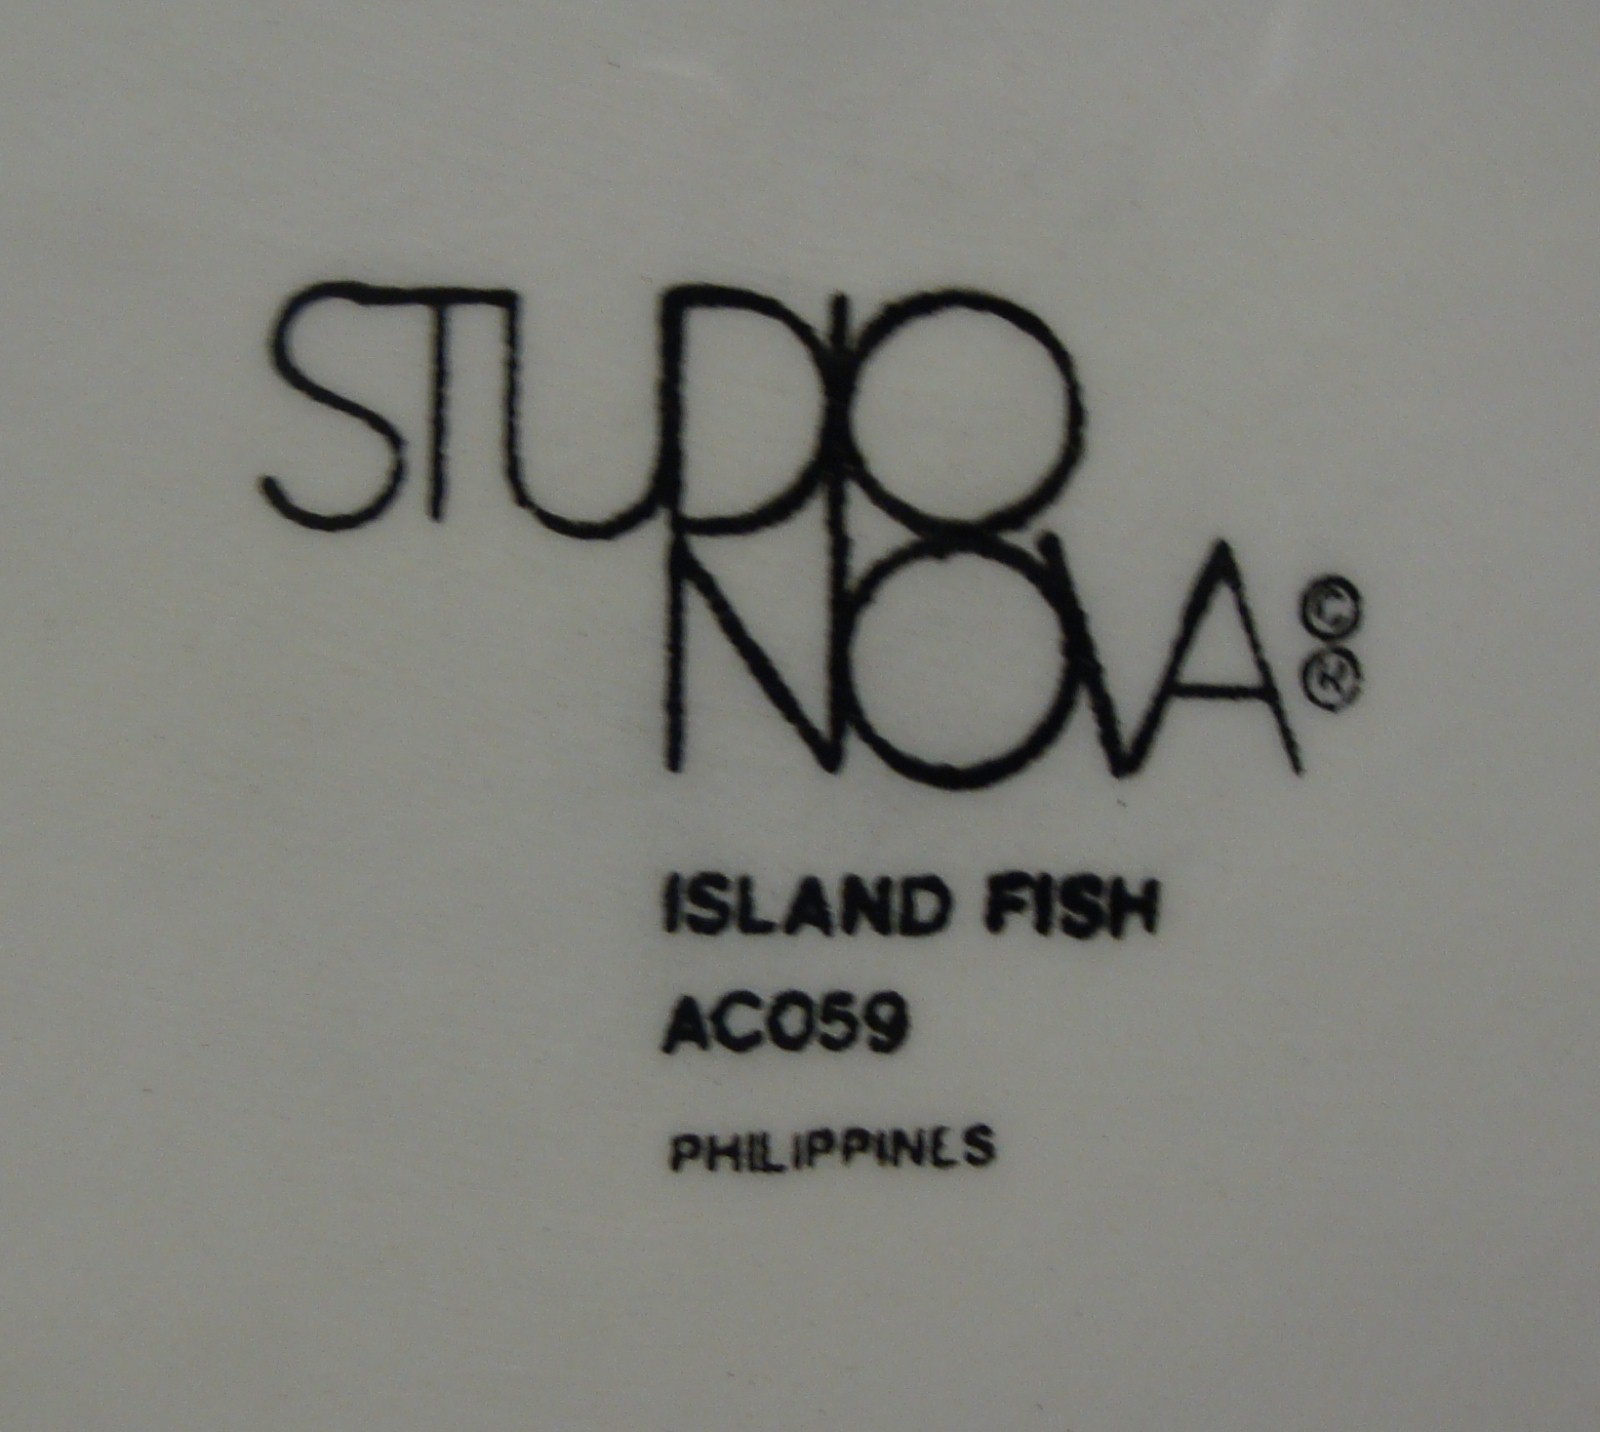 STUDIO
NOVA ©
®
ISLAND FISH
AC059
PHILIPPINES